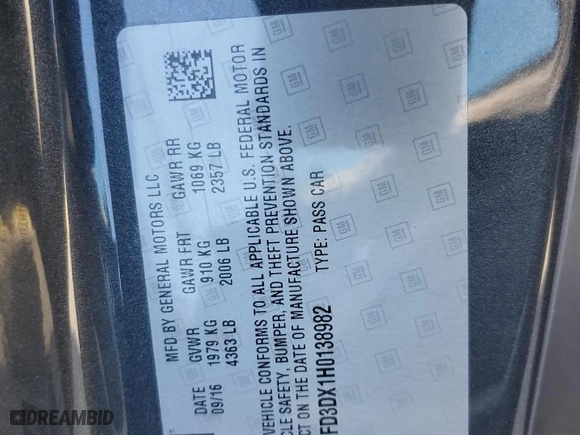 MFD BY GENERAL MOTORS LLC
DATE GVWR GAWR FRT GAWR RR
09/16 1979 KG 910 KG 1069 KG
4363 LB 2006 LB 2357 LB
VEHICLE CONFORMS TO ALL APPLICABLE U.S. FEDERAL MOTOR
CLE SAFETY, BUMPER, AND THEFT PREVENTION STANDARDS IN
CT ON THE DATE OF MANUFACTURE SHOWN ABOVE.
TYPE: PASS CAR
FD3DX1H0138982
GM
DREAMBID